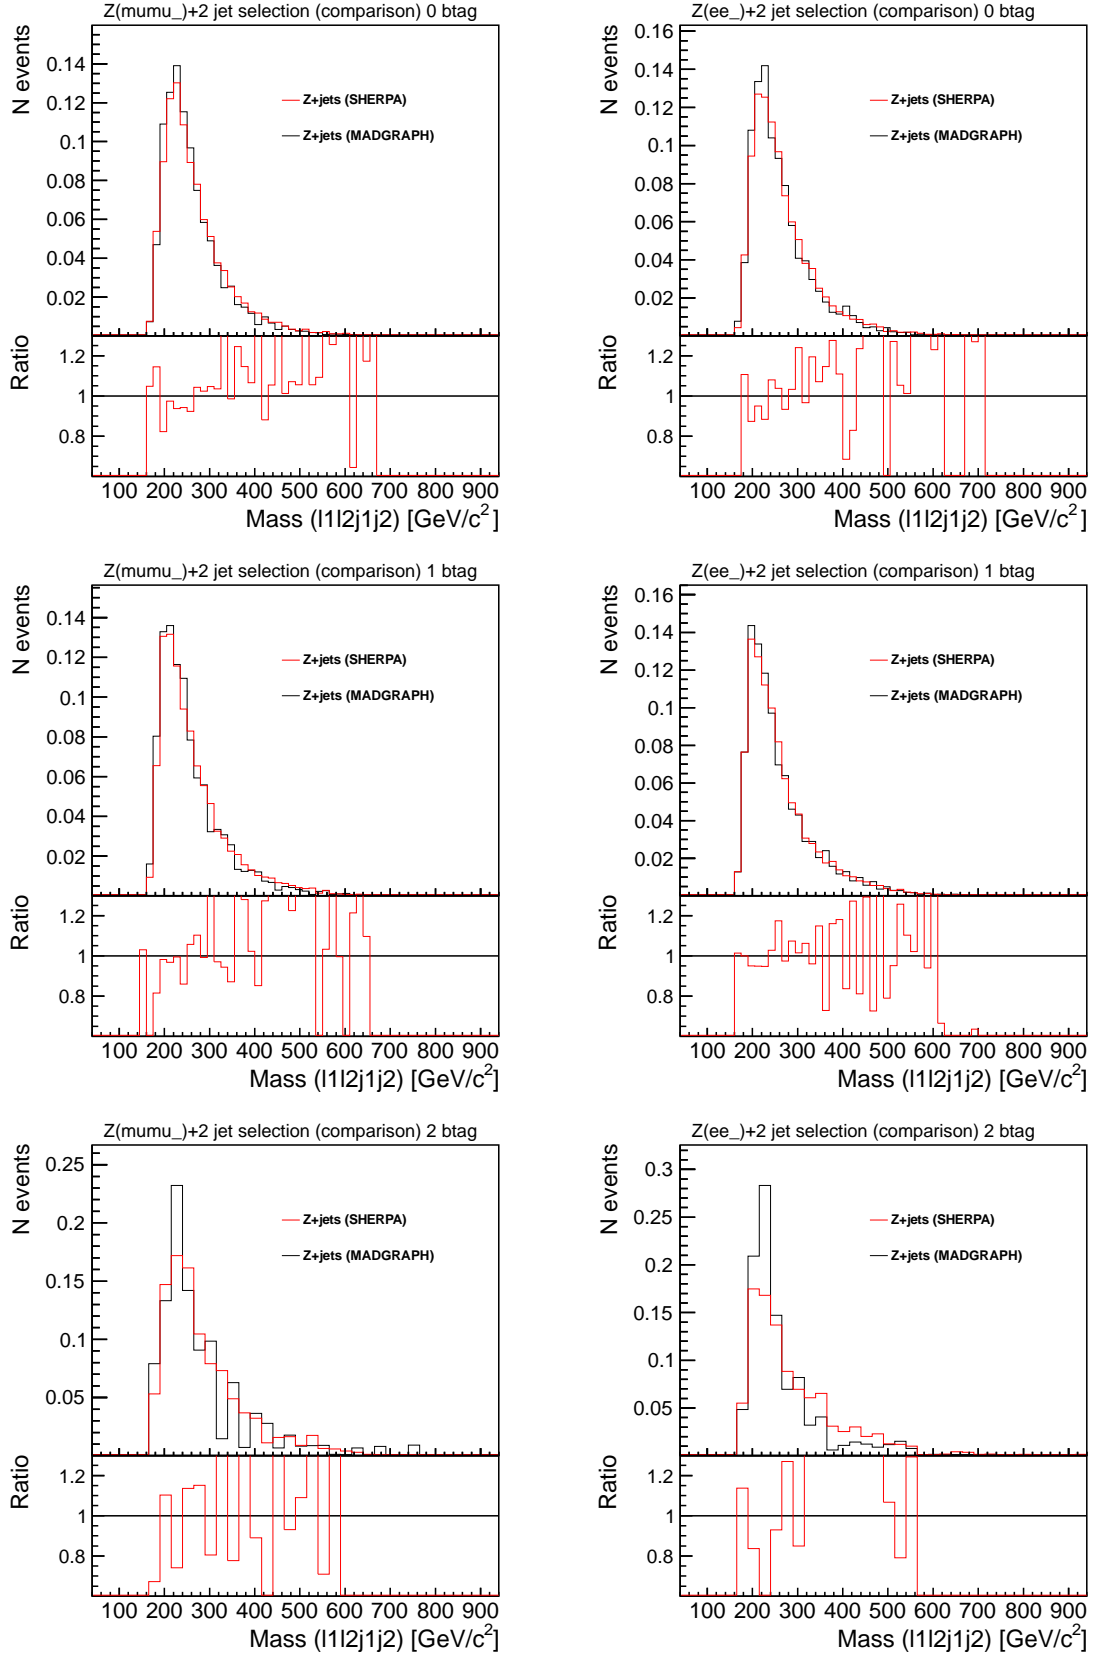 Z(mumu_)+2 jet selection (comparison) 0 btag
N events
0.14
0.12
0.1
0.08
0.06
0.04
0.02
Z+jets (SHERPA)
Z+jets (MADGRAPH)
Ratio
1.2
1
0.8
100 200 300 400 500 600 700 800 900
Mass (l1l2j1j2) [GeV/c²]
Z(ee_)+2 jet selection (comparison) 0 btag
N events
0.16
0.14
0.12
0.1
0.08
0.06
0.04
0.02
Z+jets (SHERPA)
Z+jets (MADGRAPH)
Ratio
1.2
1
0.8
100 200 300 400 500 600 700 800 900
Mass (l1l2j1j2) [GeV/c²]
Z(mumu_)+2 jet selection (comparison) 1 btag
N events
0.14
0.12
0.1
0.08
0.06
0.04
0.02
Z+jets (SHERPA)
Z+jets (MADGRAPH)
Ratio
1.2
1
0.8
100 200 300 400 500 600 700 800 900
Mass (l1l2j1j2) [GeV/c²]
Z(ee_)+2 jet selection (comparison) 1 btag
N events
0.16
0.14
0.12
0.1
0.08
0.06
0.04
0.02
Z+jets (SHERPA)
Z+jets (MADGRAPH)
Ratio
1.2
1
0.8
100 200 300 400 500 600 700 800 900
Mass (l1l2j1j2) [GeV/c²]
Z(mumu_)+2 jet selection (comparison) 2 btag
N events
0.25
0.2
0.15
0.1
0.05
Z+jets (SHERPA)
Z+jets (MADGRAPH)
Ratio
1.2
1
0.8
100 200 300 400 500 600 700 800 900
Mass (l1l2j1j2) [GeV/c²]
Z(ee_)+2 jet selection (comparison) 2 btag
N events
0.3
0.25
0.2
0.15
0.1
0.05
Z+jets (SHERPA)
Z+jets (MADGRAPH)
Ratio
1.2
1
0.8
100 200 300 400 500 600 700 800 900
Mass (l1l2j1j2) [GeV/c²]